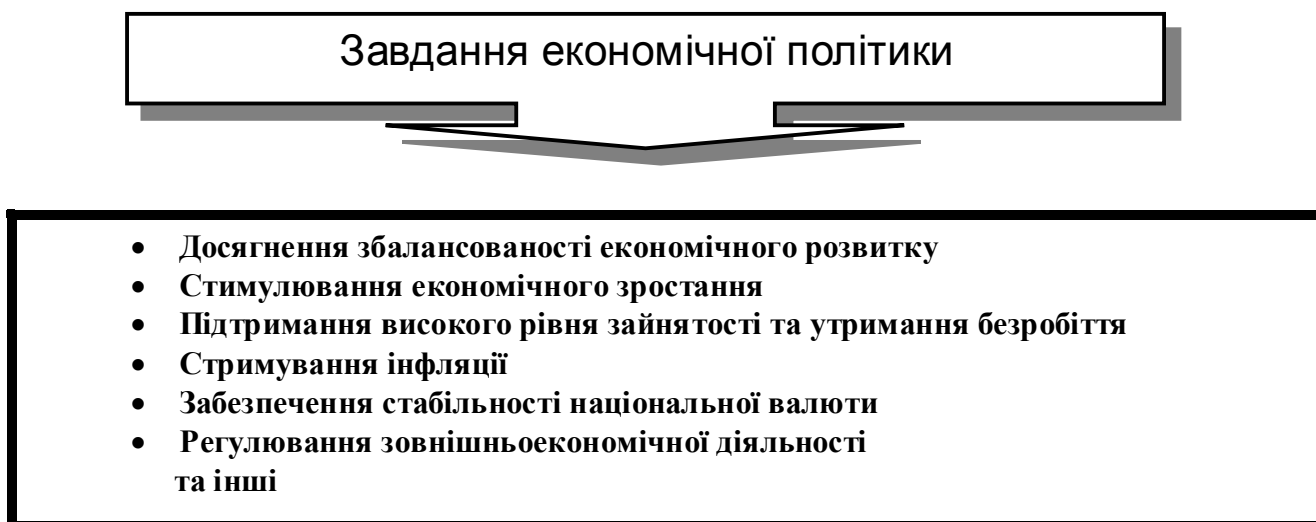 Завдання економічної політики
• Досягнення збалансованості економічного розвитку
• Стимулювання економічного зростання
• Підтримання високого рівня зайнятості та утримання безробіття
• Стримування інфляції
• Забезпечення стабільності національної валюти
• Регулювання зовнішньоекономічної діяльності
та інші